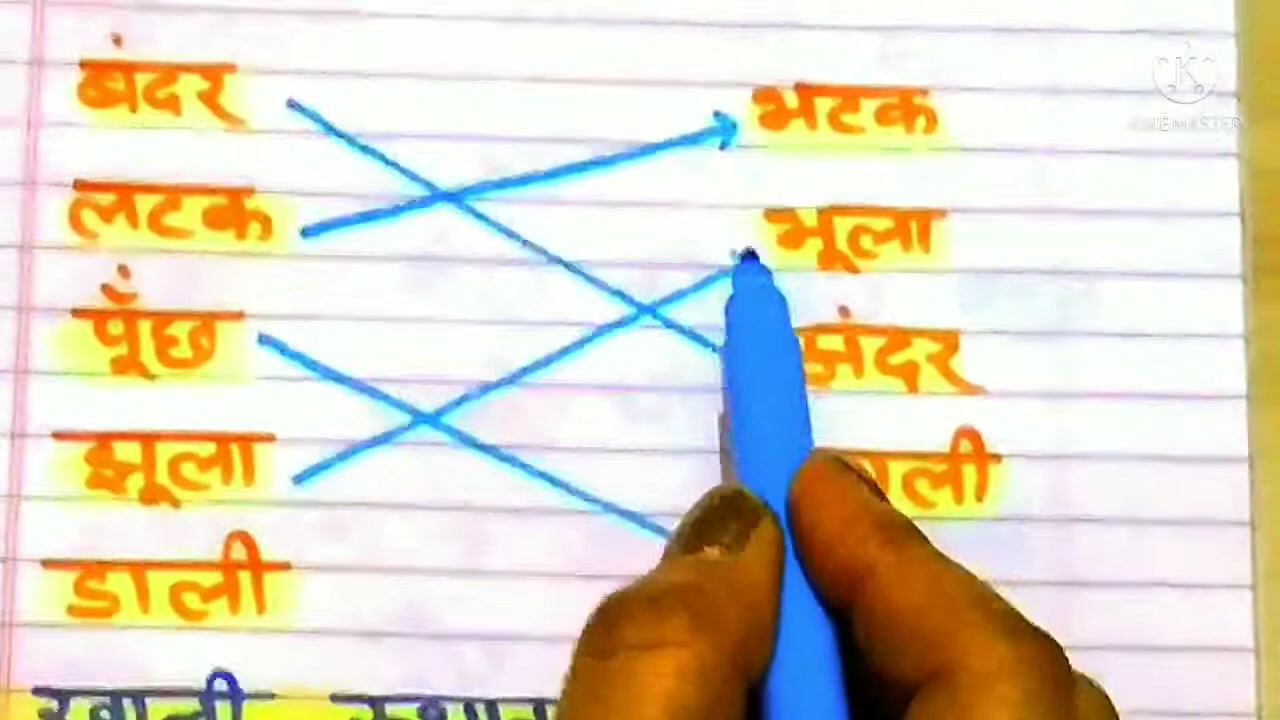 बंदर भटक
लटक भूला
पूँछ अंदर
झूला
डाली
खाली